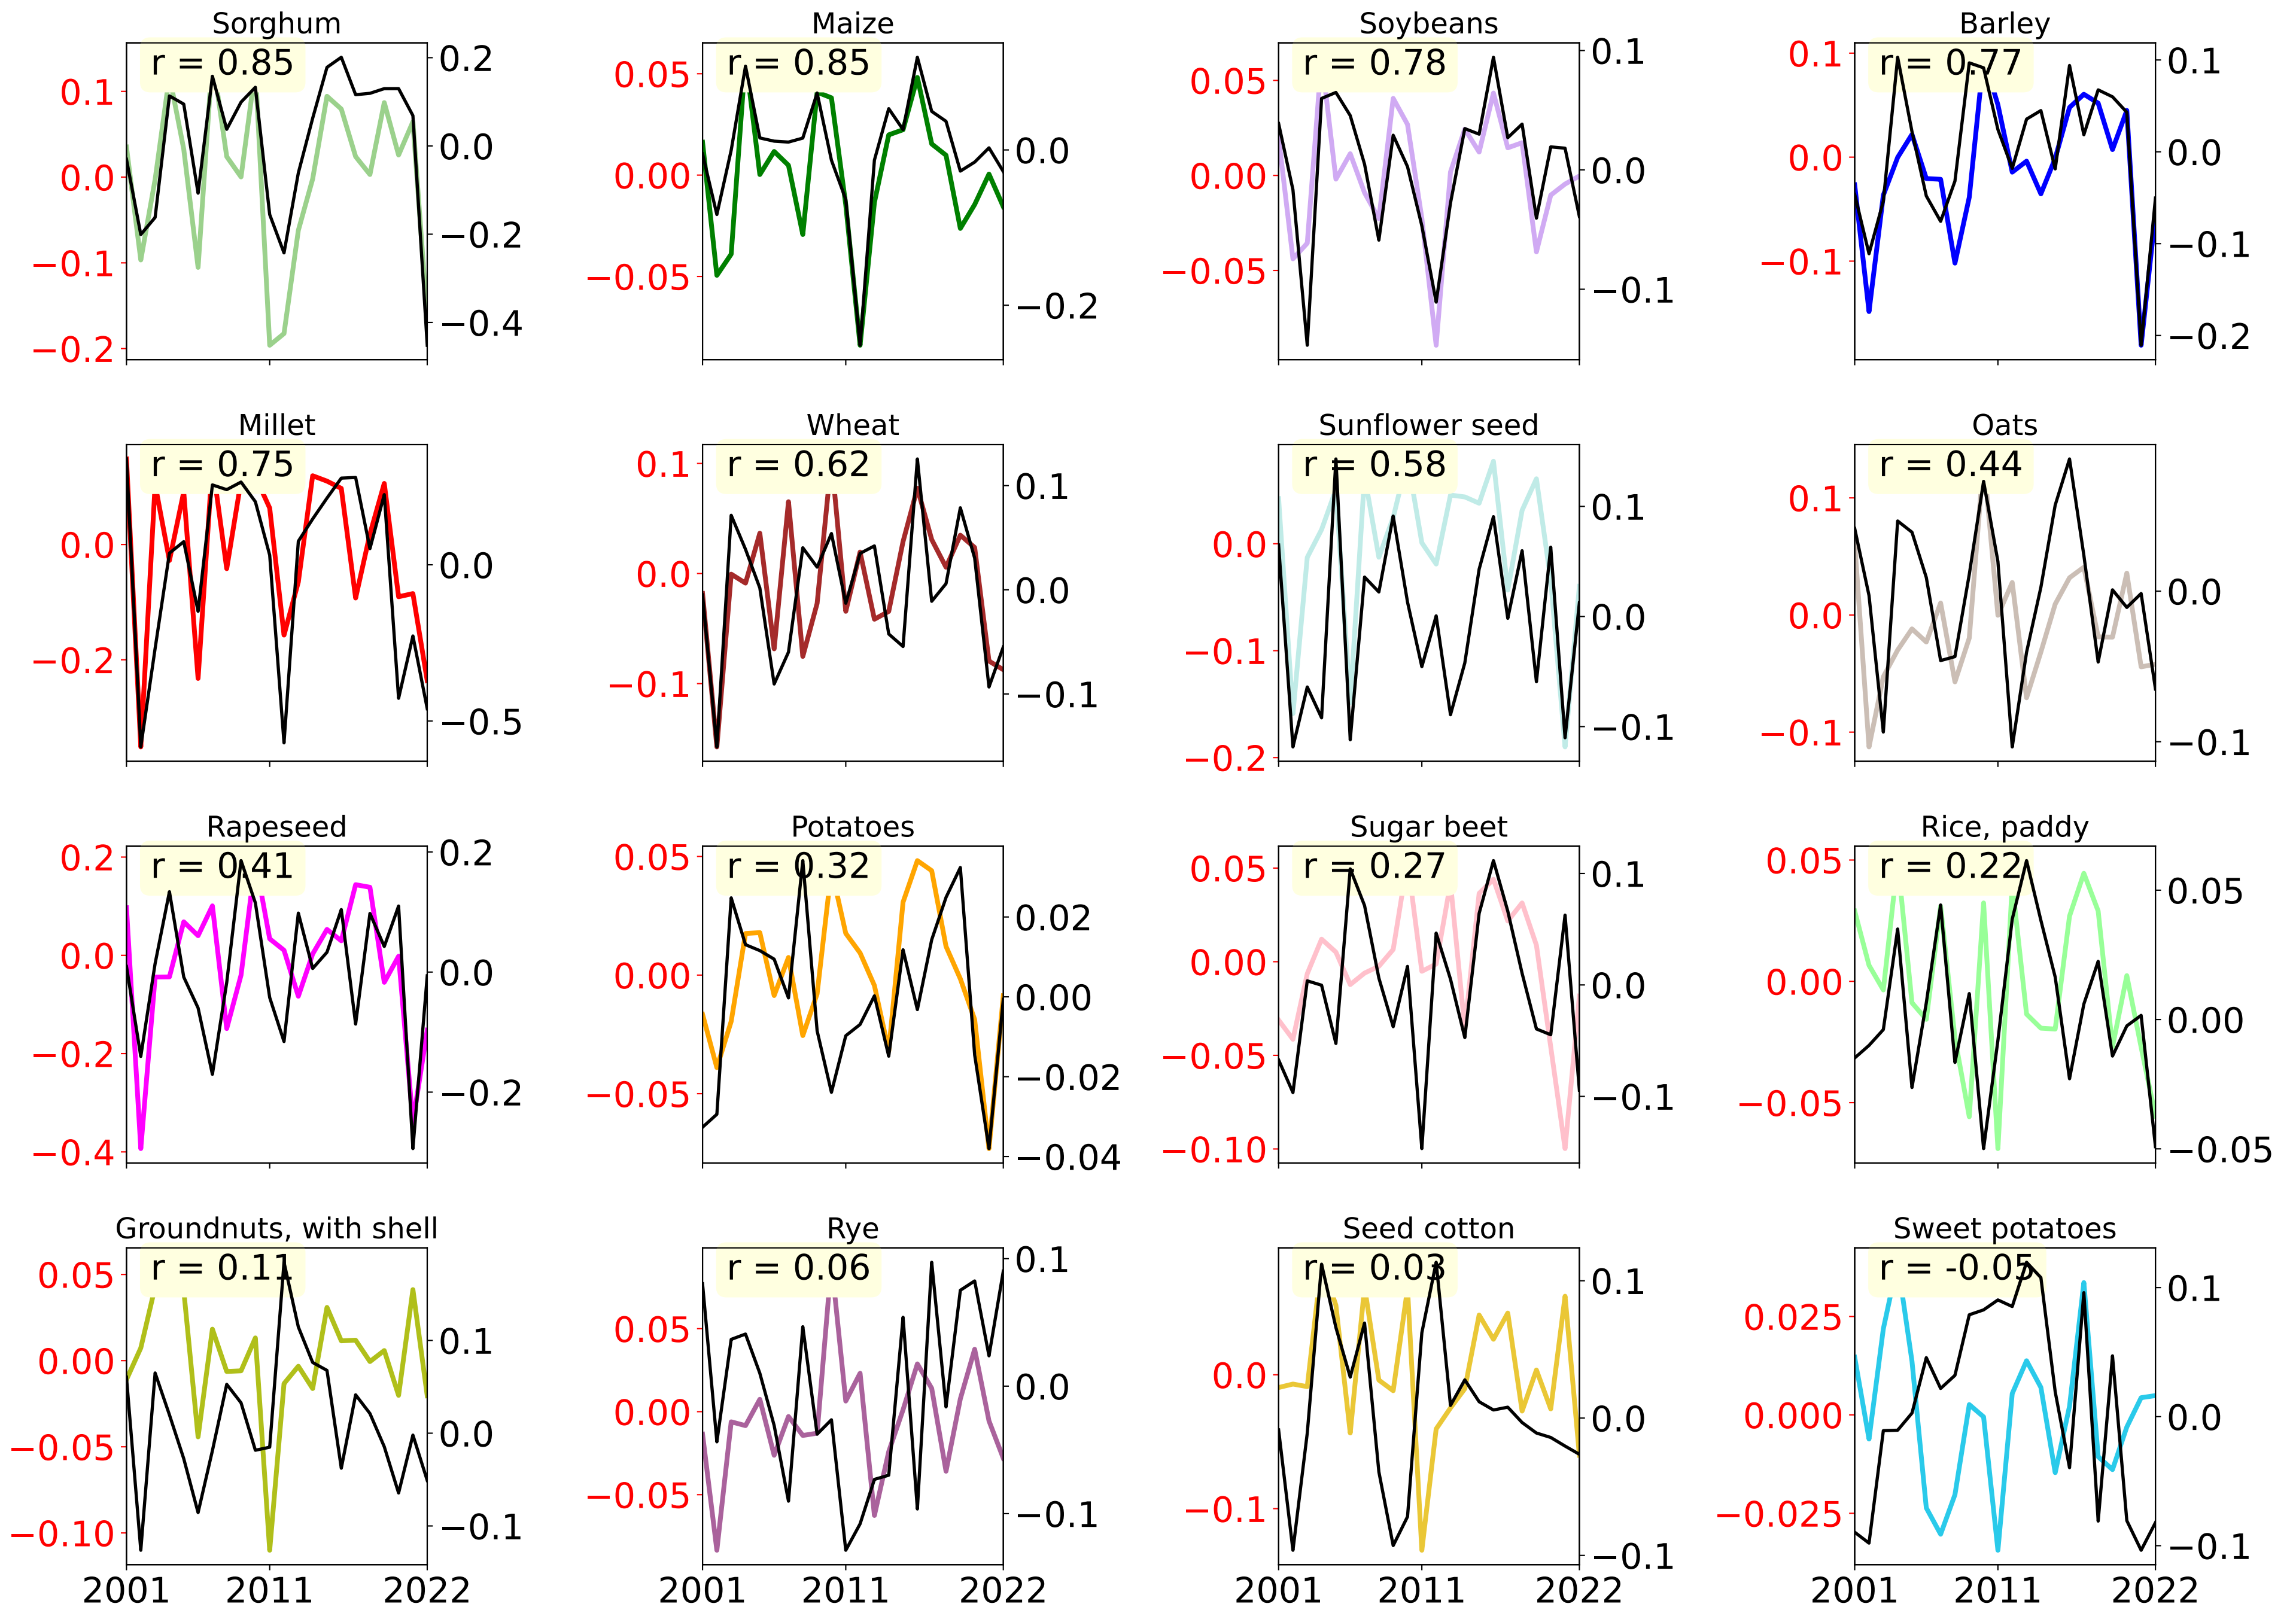 Sorghum
r = 0.85
0.1
0.0
−0.1
−0.2
0.2
0.0
−0.2
−0.4
Maize
r = 0.85
0.05
0.00
−0.05
0.0
−0.2
Soybeans
r = 0.78
0.05
0.00
−0.05
0.1
0.0
−0.1
Barley
r = 0.77
0.1
0.0
−0.1
0.1
0.0
−0.1
−0.2
Millet
r = 0.75
0.0
−0.2
0.0
−0.5
Wheat
r = 0.62
0.1
0.0
−0.1
0.1
0.0
−0.1
Sunflower seed
r = 0.58
0.0
−0.1
−0.2
0.1
0.0
−0.1
Oats
r = 0.44
0.1
0.0
−0.1
0.0
−0.1
Rapeseed
r = 0.41
0.2
0.0
−0.2
−0.4
0.2
0.0
−0.2
Potatoes
r = 0.32
0.05
0.00
−0.05
0.02
0.00
−0.02
−0.04
Sugar beet
r = 0.27
0.05
0.00
−0.05
−0.10
0.1
0.0
−0.1
Rice, paddy
r = 0.22
0.05
0.00
−0.05
0.05
0.00
−0.05
Groundnuts, with shell
r = 0.11
0.05
0.00
−0.05
−0.10
0.1
0.0
−0.1
2001 2011 2022
Rye
r = 0.06
0.05
0.00
−0.05
0.1
0.0
−0.1
2001 2011 2022
Seed cotton
r = 0.03
0.0
−0.1
0.1
0.0
−0.1
2001 2011 2022
Sweet potatoes
r = -0.05
0.025
0.000
−0.025
0.1
0.0
−0.1
2001 2011 2022